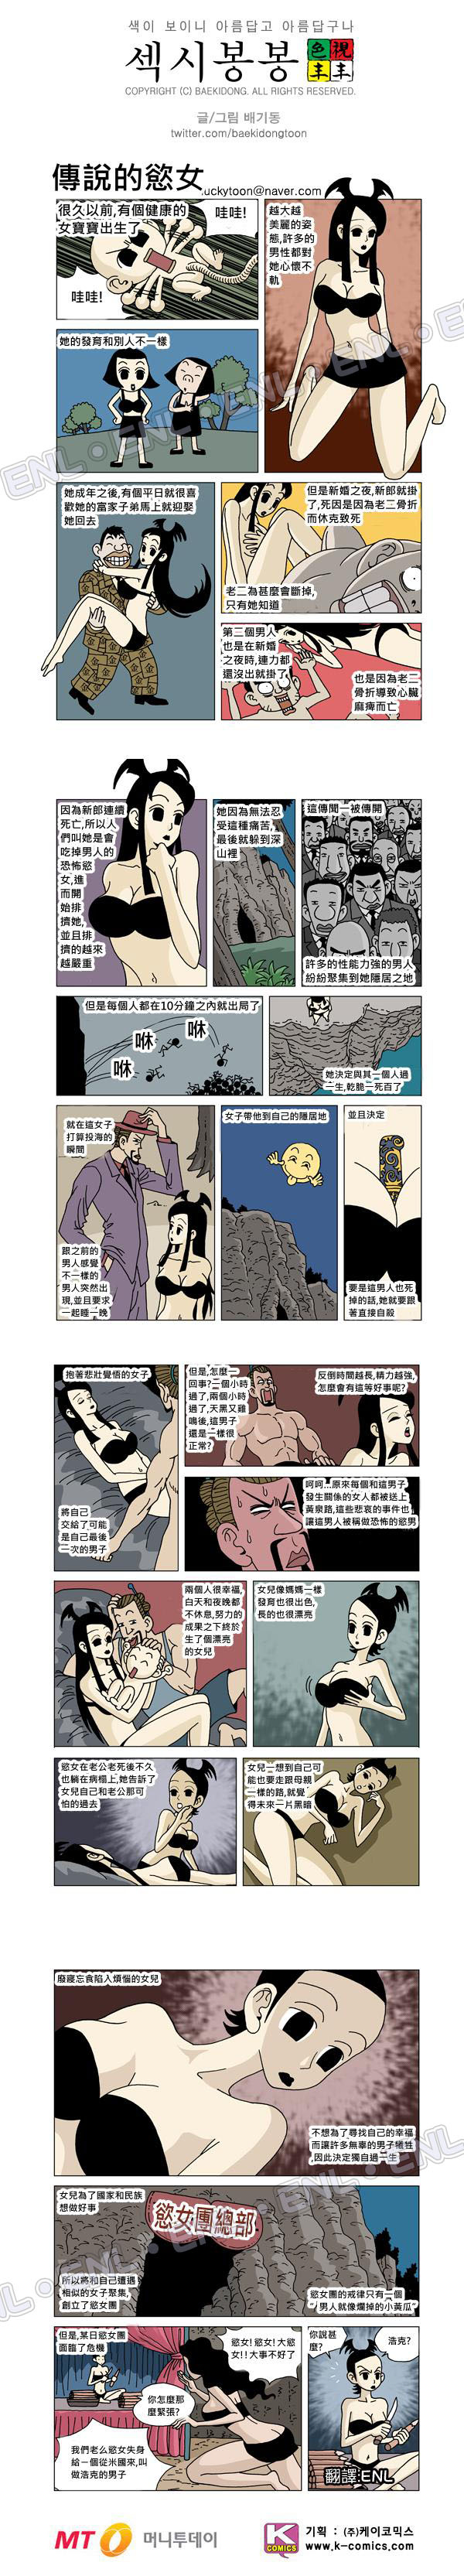 색이 보이니 아름답고 아름답구나
섹시봉봉
色視
丰丰
COPYRIGHT (C) BAEKIDONG. ALL RIGHTS RESERVED.
글/그림 배기동
twitter.com/baekidongtoon
傳說的慾女
luckytoon@naver.com
很久以前,有個健康的
女寶寶出生了
哇哇!
哇哇!
越大越
美麗的姿
態,許多的
男性都對
她心懷不
軌
她的發育和別人不一樣
她成年之後,有個平日就很喜
歡她的富家子弟馬上就迎娶
她回去
但是新婚之夜,新郎就掛
了,死因是因為老二骨折
而休克致死
老二為甚麼會斷掉,
只有她知道
第二個男人
也是在新婚
之夜時,連力都
還沒出就掛了
也是因為老二
骨折導致心臟
麻痺而亡
因為新郎連續
死亡,所以人
們叫她是會
吃掉男人的
恐怖慾
女,進
而開
始排
擠她,
並且排
擠的越來
越嚴重
她因為無法忍
受這種痛苦,
最後就躲到深
山裡
這傳聞一被傳開
許多的性能力強的男人
紛紛聚集到她隱居之地
但是每個人都在10分鐘之內就出局了
咻
咻
咻
她決定與其一個人過
一生,乾脆一死百了
就在這女子
打算投海的
瞬間
跟之前的
男人感覺
不一樣的
男人突然出
現,並且要求
一起睡一晚
女子帶他到自己的隱居地
並且決定
要是這男人也死
掉的話,她就要跟
著直接自殺
抱著悲壯覺悟的女子
將自己
交給了可能
是自己最後
一次的男子
但是,怎麼一
回事?一個小時
過了,兩個小時
過了,天黑又雞
鳴後,這男子
還是一樣很
正常?
反倒時間越長,精力越強,
怎麼會有這等好事呢?
呵呵...原來每個和這男子
發生關係的女人都被送上
黃泉路,這些悲哀的事件也
讓這男人被稱做恐怖的慾男
兩個人很幸福,
白天和夜晚都
不休息,努力的
成果之下終於
生了個漂亮
的女兒
女兒像媽媽一樣
發育也很出色,
長的也很漂亮
慾女在老公老死後不久
也躺在病榻上,她告訴了
女兒自己和老公那可
怕的過去
女兒一想到自己可
能也要走跟母親
一樣的路,就覺
得未來一片黑暗
廢寢忘食陷入煩惱的女兒
不想為了尋找自己的幸福
而讓許多無辜的男子犧牲
,因此決定獨自過一生
女兒為了國家和民族
想做好事
慾女團總部
所以將和自己遭遇
相似的女子聚集,
創立了慾女團
慾女團的戒律只有一個
男人就像爛掉的小黃瓜
但是,某日慾女團
面臨了危機
慾女!慾女!大慾
女!!大事不好了
你怎麼那
麼緊張?
我們老么慾女失身
給一個從米國來,叫
做浩克的男子
你說甚
麼?
浩克?
翻譯:ENL
MT
머니투데이
K
COMICS
기획 : (주)케이코믹스
www.k-comics.com